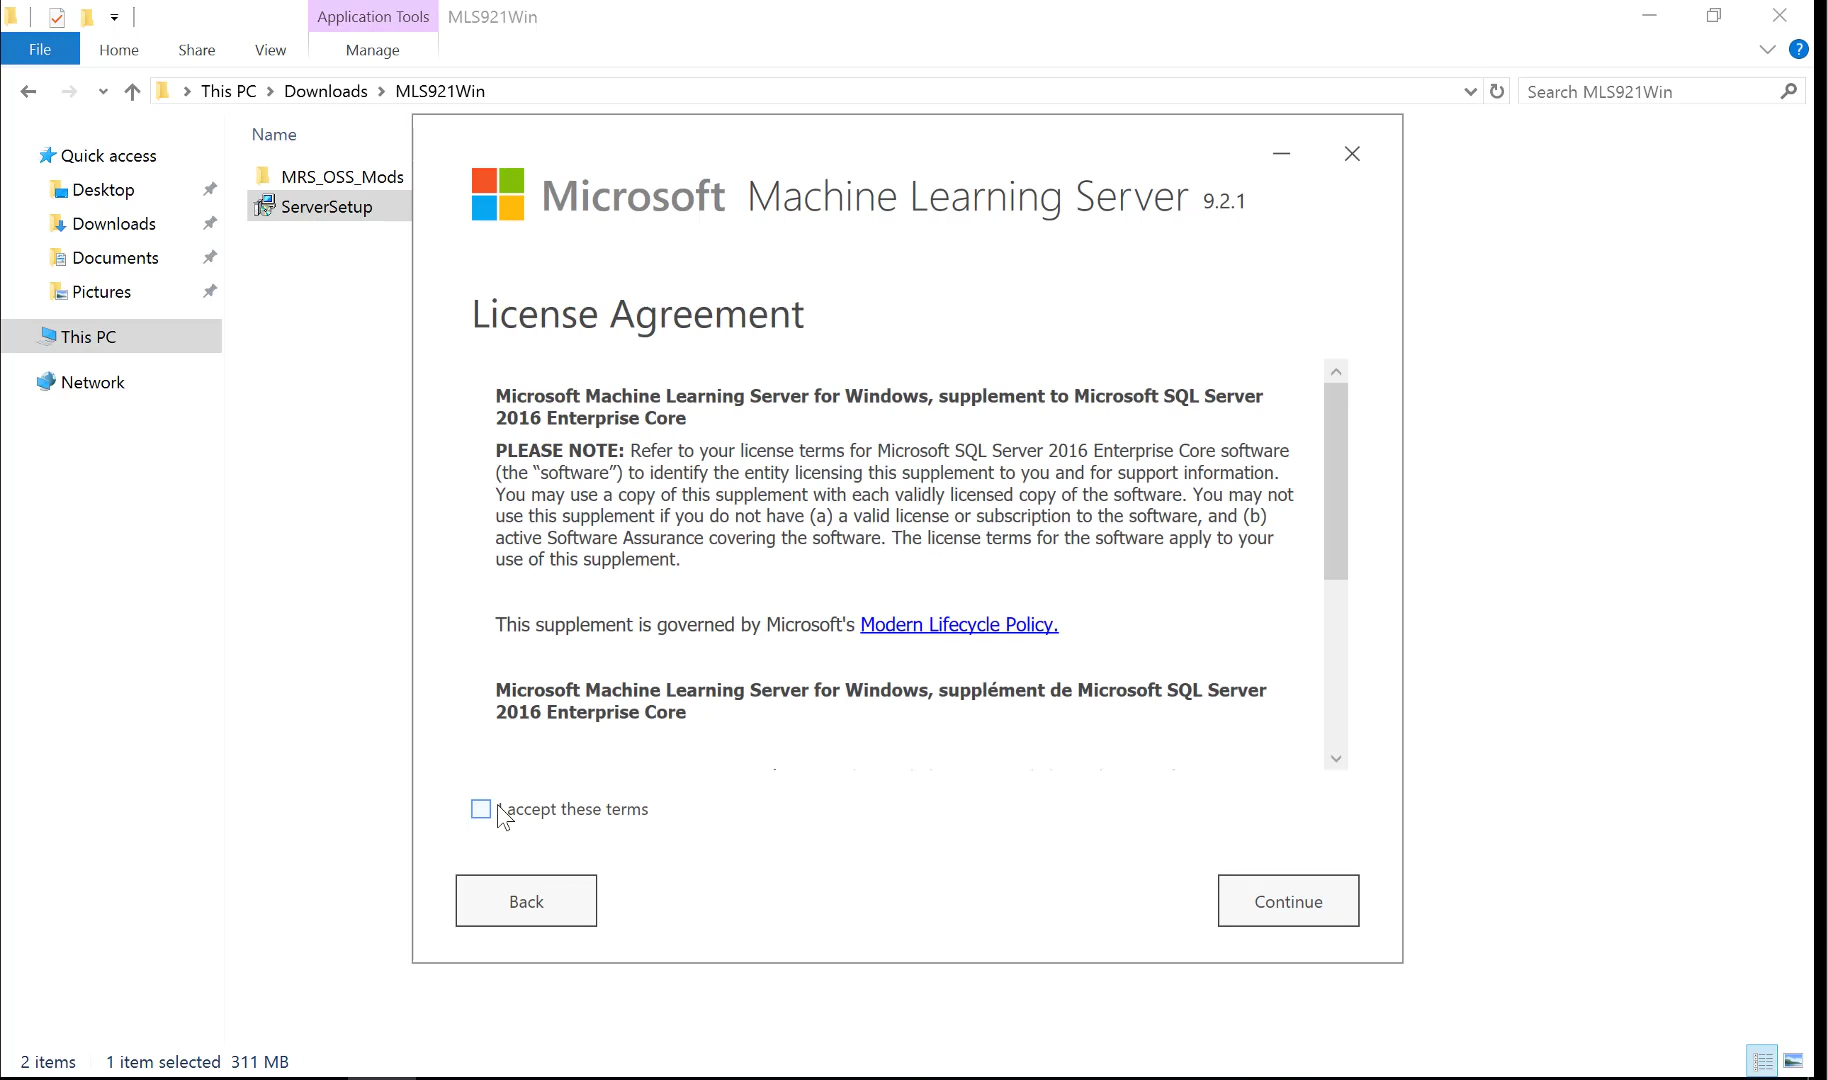 Application Tools
MLS921Win
File
Home
Share
View
Manage
?
This PC > Downloads > MLS921Win
Search MLS921Win
Quick access
Desktop
Downloads
Documents
Pictures
This PC
Network
Name
MRS_OSS_Mods
ServerSetup
Microsoft Machine Learning Server 9.2.1
License Agreement
Microsoft Machine Learning Server for Windows, supplement to Microsoft SQL Server
2016 Enterprise Core
PLEASE NOTE: Refer to your license terms for Microsoft SQL Server 2016 Enterprise Core software
(the “software”) to identify the entity licensing this supplement to you and for support information.
You may use a copy of this supplement with each validly licensed copy of the software. You may not
use this supplement if you do not have (a) a valid license or subscription to the software, and (b)
active Software Assurance covering the software. The license terms for the software apply to your
use of this supplement.
This supplement is governed by Microsoft's Modern Lifecycle Policy.
Microsoft Machine Learning Server for Windows, supplément de Microsoft SQL Server
2016 Enterprise Core
I accept these terms
Back
Continue
2 items
1 item selected 311 MB